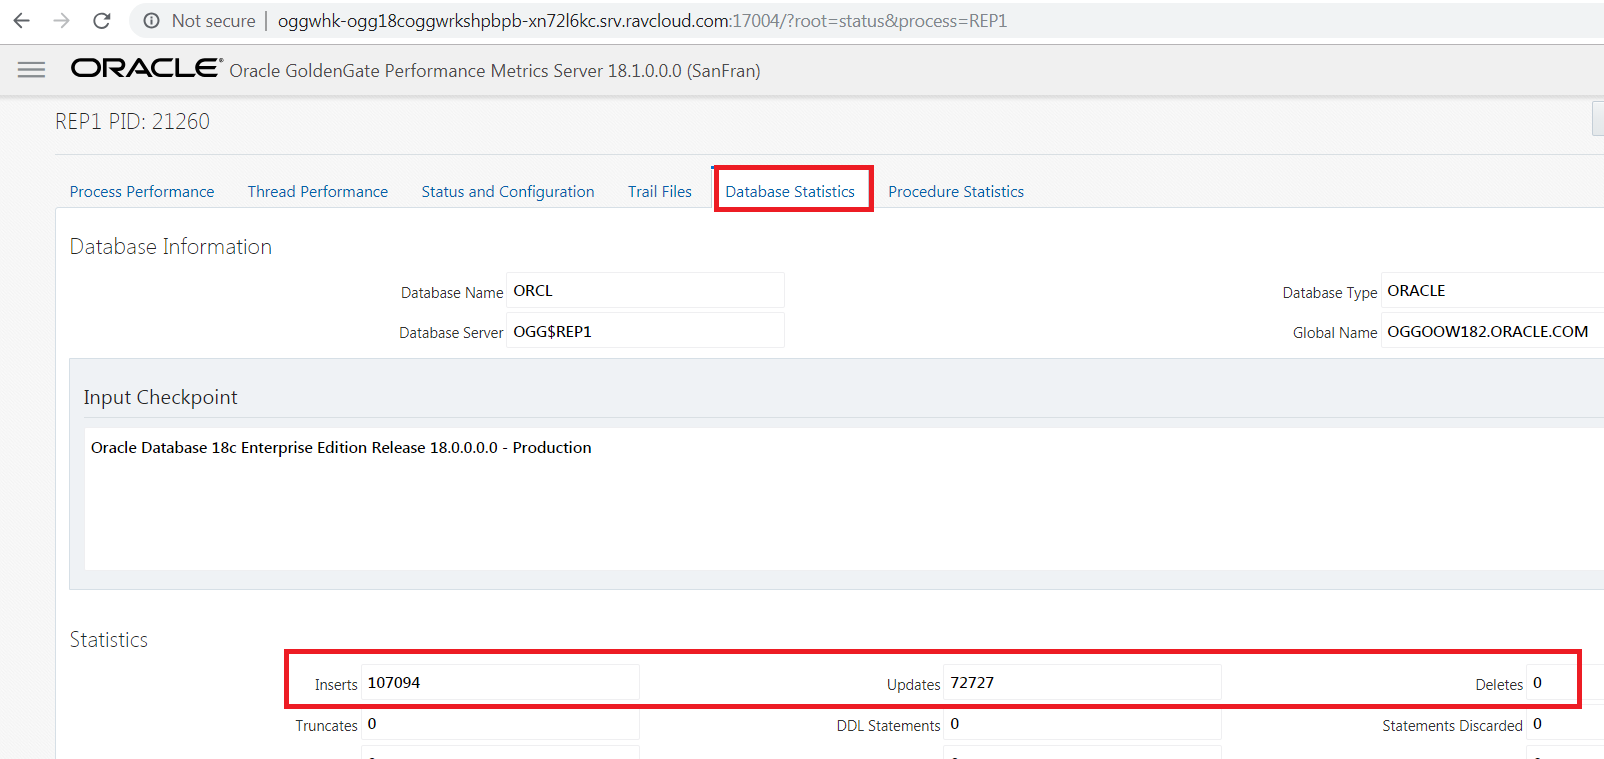 Not secure | oggwhk-ogg18coggwrkshpbpb-xn72l6kc.srv.ravcloud.com:17004/?root=status&process=REP1
ORACLE® Oracle GoldenGate Performance Metrics Server 18.1.0.0.0 (SanFran)
REP1 PID: 21260
Process Performance Thread Performance Status and Configuration Trail Files Database Statistics Procedure Statistics
Database Information
Database Name ORCL Database Type ORACLE
Database Server OGG$REP1 Global Name OGGOOW182.ORACLE.COM
Input Checkpoint
Oracle Database 18c Enterprise Edition Release 18.0.0.0.0 - Production
Statistics
Inserts 107094 Updates 72727 Deletes 0
Truncates 0 DDL Statements 0 Statements Discarded 0